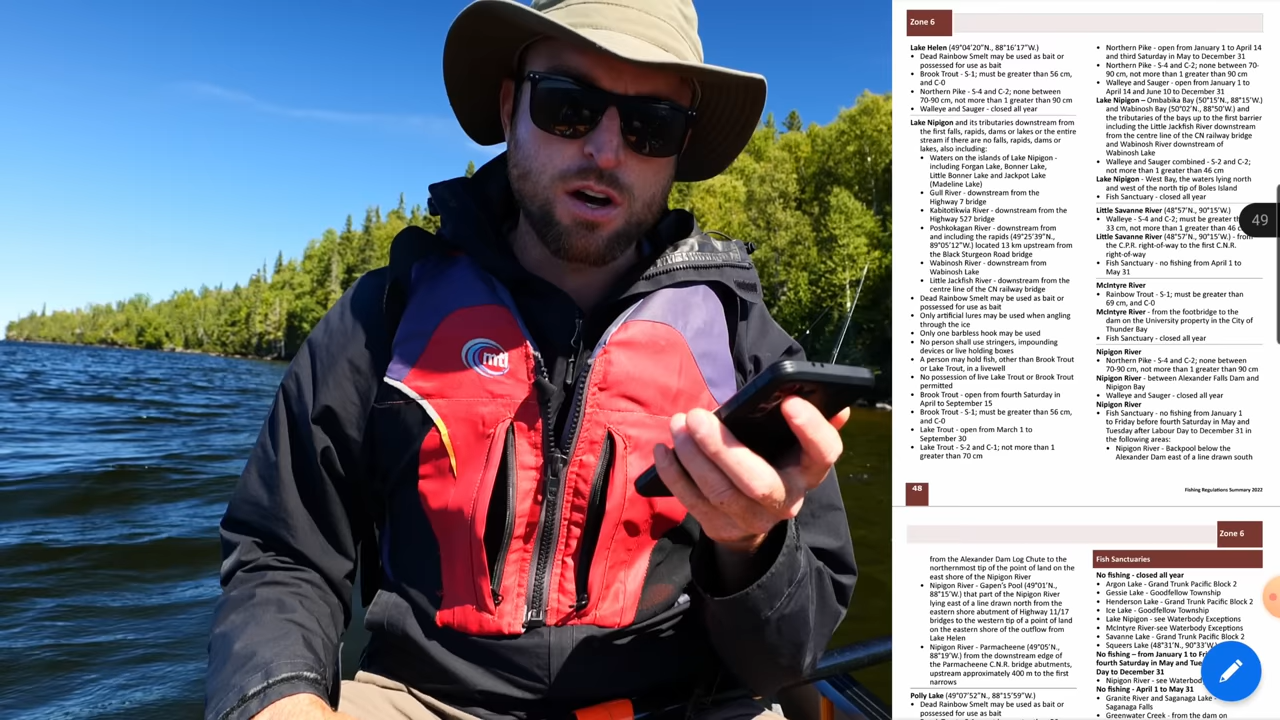 mti
Zone 6
Lake Helen (49°04'20"N., 88°16'17"W.)
• Dead Rainbow Smelt may be used as bait or
possessed for use as bait
• Brook Trout - S-1; must be greater than 56 cm,
and C-0
• Northern Pike - S-4 and C-2; none between
70-90 cm, not more than 1 greater than 90 cm
• Walleye and Sauger - closed all year
Lake Nipigon and its tributaries downstream from
the first falls, rapids, dams or lakes or the entire
stream if there are no falls, rapids, dams or
lakes, also including:
• Waters on the islands of Lake Nipigon -
including Forgan Lake, Bonner Lake,
Little Bonner Lake and Jackpot Lake
(Madeline Lake)
• Gull River - downstream from the
Highway 7 bridge
• Kabitotikwia River - downstream from the
Highway 527 bridge
• Poshkokagan River - downstream from
and including the rapids (49°25'39"N.,
89°05'12"W.) located 13 km upstream from
the Black Sturgeon Road bridge
• Wabinosh River - downstream from
Wabinosh Lake
• Little Jackfish River - downstream from the
centre line of the CN railway bridge
• Dead Rainbow Smelt may be used as bait or
possessed for use as bait
• Only artificial lures may be used when angling
through the ice
• Only one barbless hook may be used
• No person shall use stringers, impounding
devices or live holding boxes
• A person may hold fish, other than Brook Trout
or Lake Trout, in a livewell
• No possession of live Lake Trout or Brook Trout
permitted
• Brook Trout - open from fourth Saturday in
April to September 15
• Brook Trout - S-1; must be greater than 56 cm,
and C-0
• Lake Trout - open from March 1 to
September 30
• Lake Trout - S-2 and C-1; not more than 1
greater than 70 cm
• Northern Pike - open from January 1 to April 14
and third Saturday in May to December 31
• Northern Pike - S-4 and C-2; none between 70-
90 cm, not more than 1 greater than 90 cm
• Walleye and Sauger - open from January 1 to
April 14 and June 10 to December 31
Lake Nipigon – Ombabika Bay (50°15'N., 88°15'W.)
and Wabinosh Bay (50°02'N., 88°50'W.) and
the tributaries of the bays up to the first barrier
including the Little Jackfish River downstream
from the centre line of the CN railway bridge
and Wabinosh River downstream of
Wabinosh Lake
• Walleye and Sauger combined - S-2 and C-2;
not more than 1 greater than 46 cm
Lake Nipigon - West Bay, the waters lying north
and west of the north tip of Boles Island
• Fish Sanctuary - closed all year
Little Savanne River (48°57'N., 90°15'W.)
• Walleye - S-4 and C-2; must be greater
33 cm, not more than 1 greater than 46
Little Savanne River (48°57'N., 90°15'W.) - from
the C.P.R. right-of-way to the first C.N.R.
right-of-way
• Fish Sanctuary - no fishing from April 1 to
May 31
McIntyre River
• Rainbow Trout - S-1; must be greater than
69 cm, and C-0
McIntyre River - from the footbridge to the
dam on the University property in the City of
Thunder Bay
• Fish Sanctuary - closed all year
Nipigon River
• Northern Pike - S-4 and C-2; none between
70-90 cm, not more than 1 greater than 90 cm
Nipigon River - between Alexander Falls Dam and
Nipigon Bay
• Walleye and Sauger - closed all year
Nipigon River
• Fish Sanctuary - no fishing from January 1
to Friday before fourth Saturday in May and
Tuesday after Labour Day to December 31 in
the following areas:
• Nipigon River - Backpool below the
Alexander Dam east of a line drawn south
49
48
Fishing Regulations Summary 2022
Zone 6
from the Alexander Dam Log Chute to the
northernmost tip of the point of land on the
east shore of the Nipigon River
• Nipigon River - Gapen's Pool (49°01'N.,
88°15'W.) that part of the Nipigon River
lying east of a line drawn north from the
eastern shore abutment of Highway 11/17
bridges to the western tip of a point of land
on the eastern shore of the outflow from
Lake Helen
• Nipigon River - Parmacheene (49°05'N.,
88°19'W.) from the downstream edge of
the Parmacheene C.N.R. bridge abutments,
upstream approximately 400 m to the first
narrows
Polly Lake (49°07'52"N., 88°15'59"W.)
• Dead Rainbow Smelt may be used as bait or
possessed for use as bait
Fish Sanctuaries
No fishing - closed all year
• Argon Lake - Grand Trunk Pacific Block 2
• Gessie Lake - Goodfellow Township
• Henderson Lake - Grand Trunk Pacific Block 2
• Ice Lake - Goodfellow Township
• Lake Nipigon - see Waterbody Exceptions
• McIntyre River-see Waterbody Exceptions
• Savanne Lake - Grand Trunk Pacific Block 2
• Squeers Lake (48°31'N., 90°33'
No fishing – from January 1 to
fourth Saturday in May and
Day to December 31
• Nipigon River - see
No fishing - April 1 to May 31
• Granite River and Saganaga Lake
Saganaga Falls
• Greenwater Creek - from the dam on